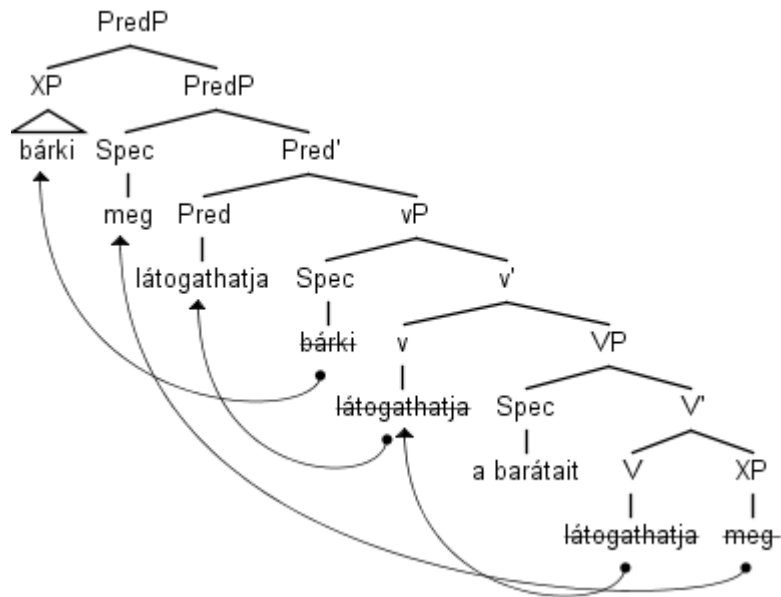 PredP
XP PredP
bárki Spec Pred'
meg Pred vP
látogathatja Spec v'
bárki v VP
látogathatja Spec V'
a barátait V XP
látogathatja meg